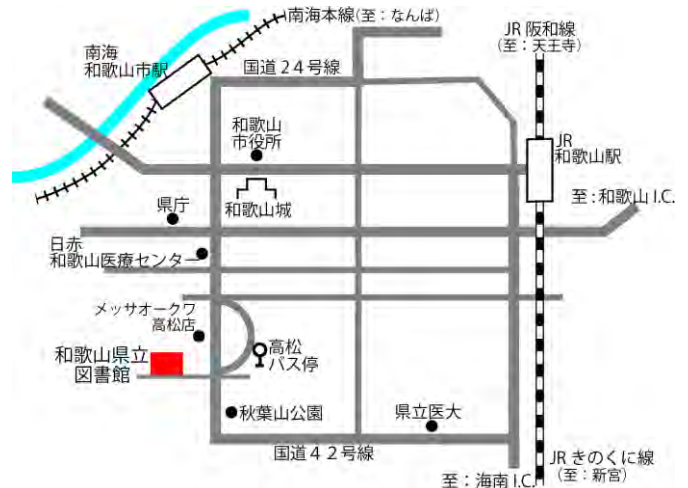 南海本線(至：なんば)
JR 阪和線
(至：天王寺)
南海
和歌山市駅
国道２４号線
和歌山
市役所
JR
和歌山駅
和歌山城
至：和歌山 I.C.
県庁
日赤
和歌山医療センター
メッサオークワ
高松店
高松
バス停
和歌山県立
図書館
秋葉山公園
県立医大
国道４２号線
JR きのくに線
(至：新宮)
至：海南 I.C.